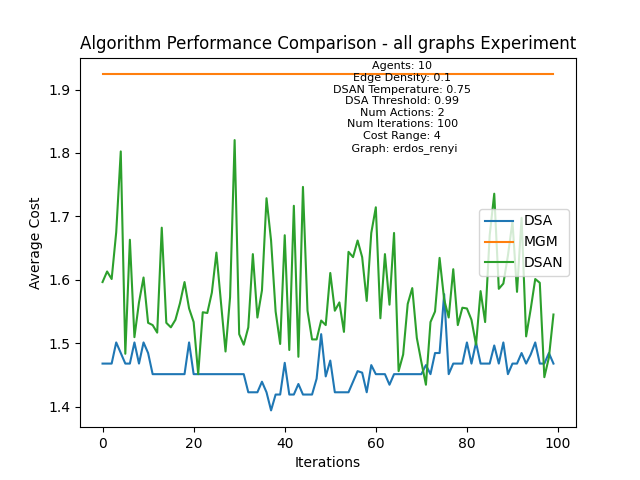 Algorithm Performance Comparison - all graphs Experiment
Agents: 10
Edge Density: 0.1
DSAN Temperature: 0.75
DSA Threshold: 0.99
Num Actions: 2
Num Iterations: 100
Cost Range: 4
Graph: erdos_renyi
1.9
1.8
1.7
1.6
1.5
1.4
Average Cost
DSA
MGM
DSAN
0 20 40 60 80 100
Iterations